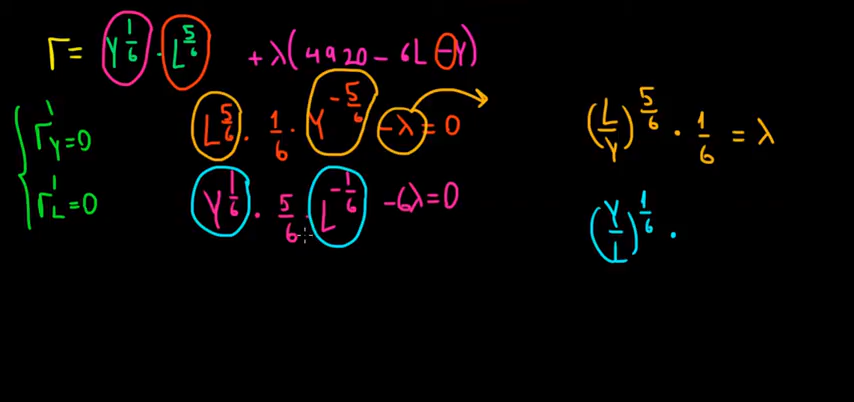 Γ = Y^{1/6} · L^{5/6} + λ(4920 − 6L − Y)
Γ'_Y = 0    L^{5/6} · 1/6 · Y^{-5/6} − λ = 0    (L/Y)^{5/6} · 1/6 = λ
Γ'_L = 0    Y^{1/6} · 5/6 · L^{-1/6} − 6λ = 0    (Y/L)^{1/6} ·